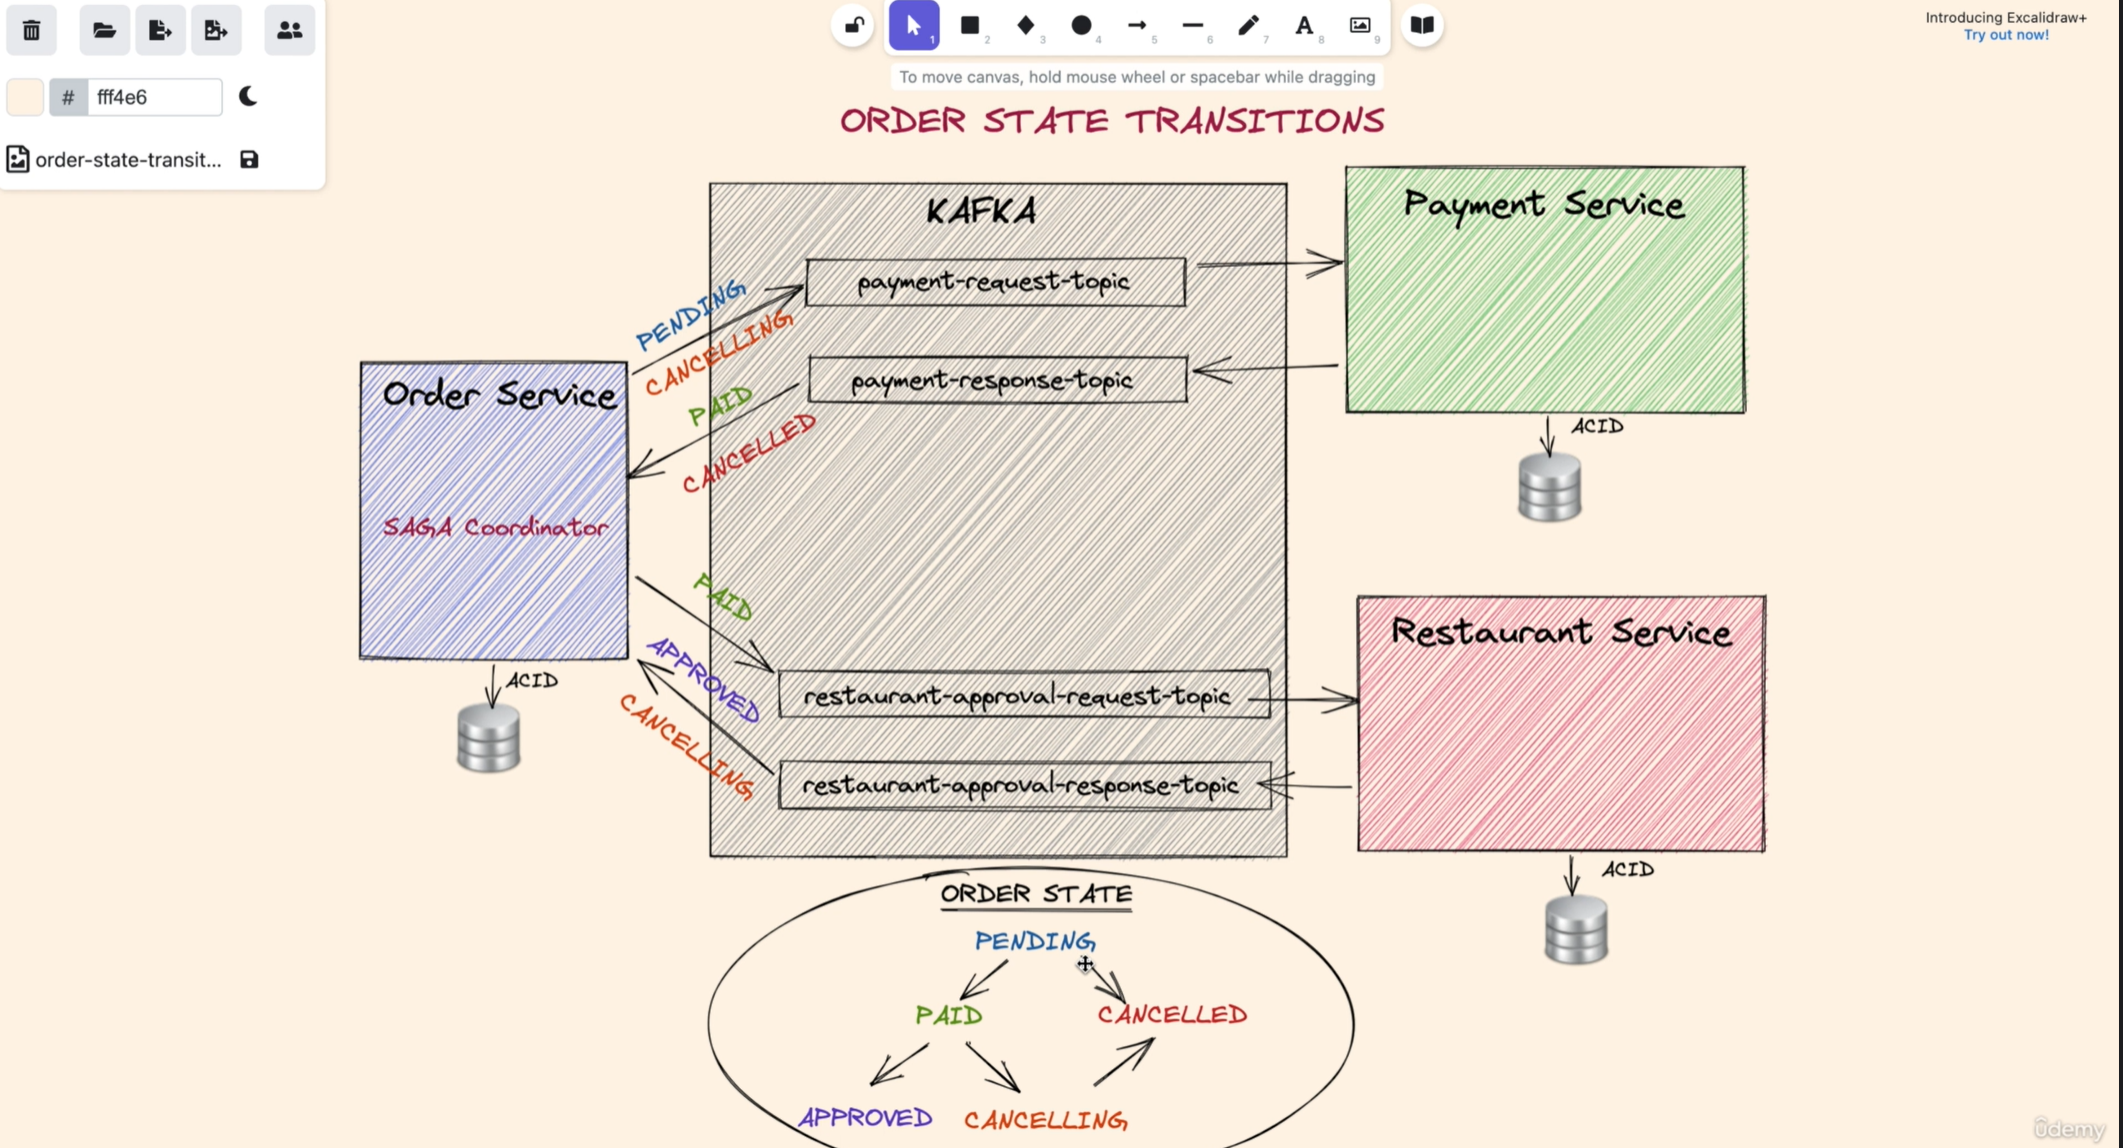 Introducing Excalidraw+
Try out now!
1
2
3
4
5
6
7
A
8
9
# fff4e6
To move canvas, hold mouse wheel or spacebar while dragging
order-state-transit...
ORDER STATE TRANSITIONS
KAFKA
Payment Service
payment-request-topic
PENDING
CANCELLING
payment-response-topic
PAID
CANCELLED
Order Service
SAGA Coordinator
ACID
ACID
PAID
APPROVED
CANCELLING
restaurant-approval-request-topic
restaurant-approval-response-topic
Restaurant Service
ACID
ORDER STATE
PENDING
PAID
CANCELLED
APPROVED
CANCELLING
ûdemy